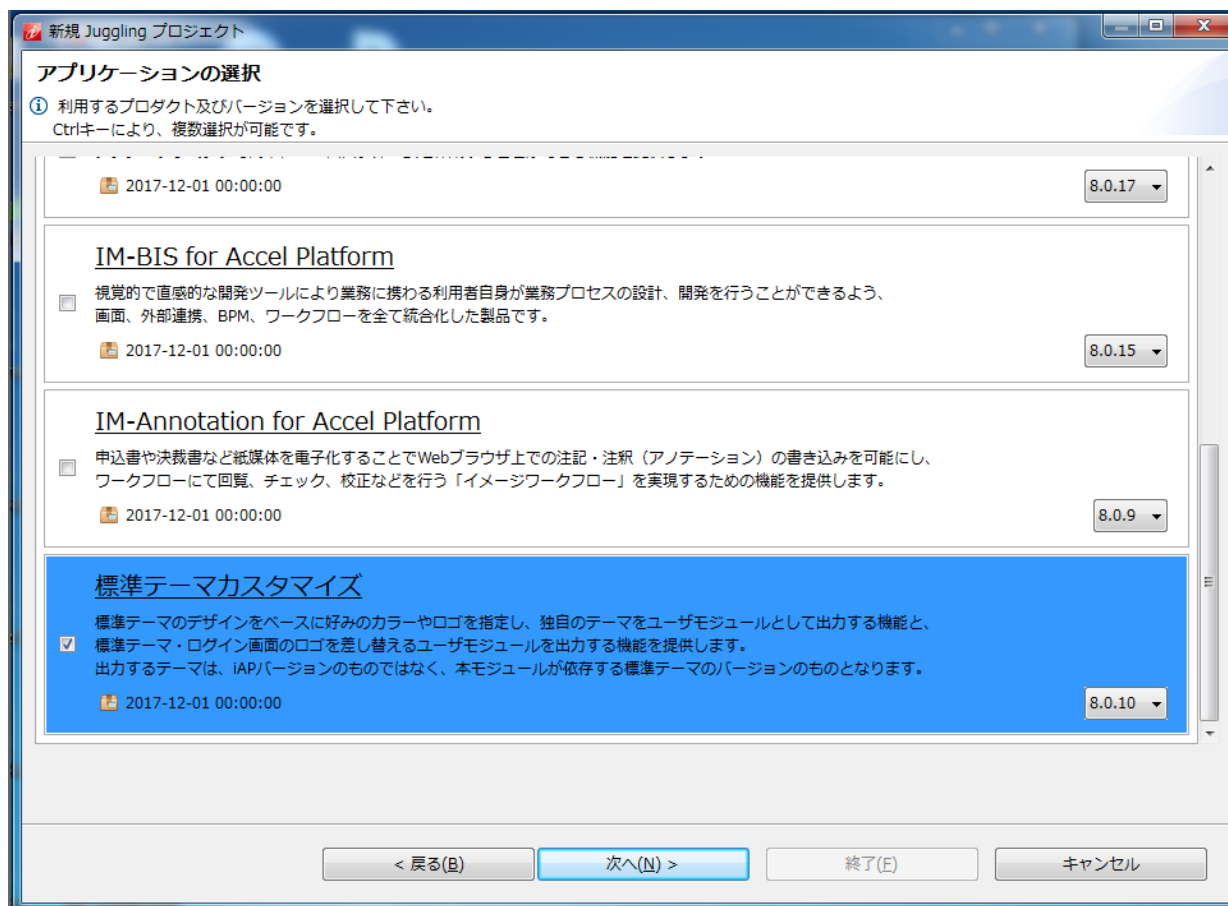 新規 Juggling プロジェクト
アプリケーションの選択
利用するプロダクト及びバージョンを選択して下さい。
Ctrlキーにより、複数選択が可能です。
2017-12-01 00:00:00
8.0.17
IM-BIS for Accel Platform
視覚的で直感的な開発ツールにより業務に携わる利用者自身が業務プロセスの設計、開発を行うことができるよう、
画面、外部連携、BPM、ワークフローを全て統合化した製品です。
2017-12-01 00:00:00
8.0.15
IM-Annotation for Accel Platform
申込書や決裁書など紙媒体を電子化することでWebブラウザ上での注記・注釈（アノテーション）の書き込みを可能にし、
ワークフローにて回覧、チェック、校正などを行う「イメージワークフロー」を実現するための機能を提供します。
2017-12-01 00:00:00
8.0.9
標準テーマカスタマイズ
標準テーマのデザインをベースに好みのカラーやロゴを指定し、独自のテーマをユーザモジュールとして出力する機能と、
標準テーマ・ログイン画面のロゴを差し替えるユーザモジュールを出力する機能を提供します。
出力するテーマは、iAPバージョンのものではなく、本モジュールが依存する標準テーマのバージョンのものとなります。
2017-12-01 00:00:00
8.0.10
< 戻る(B)
次へ(N) >
終了(F)
キャンセル